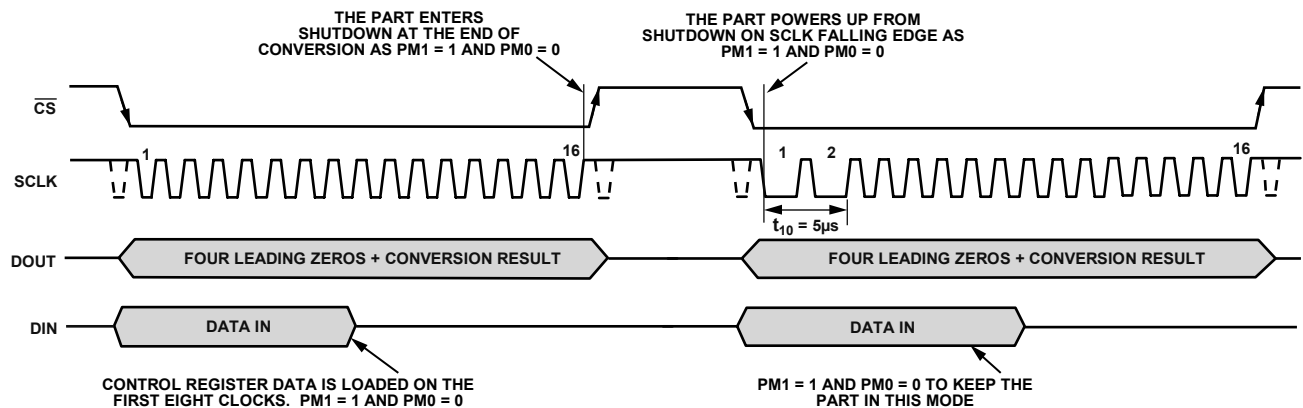 THE PART ENTERS
SHUTDOWN AT THE END OF
CONVERSION AS PM1 = 1 AND PM0 = 0
THE PART POWERS UP FROM
SHUTDOWN ON SCLK FALLING EDGE AS
PM1 = 1 AND PM0 = 0
CS
SCLK
1
16
1
2
16
t10 = 5µs
DOUT
FOUR LEADING ZEROS + CONVERSION RESULT
FOUR LEADING ZEROS + CONVERSION RESULT
DIN
DATA IN
DATA IN
CONTROL REGISTER DATA IS LOADED ON THE
FIRST EIGHT CLOCKS. PM1 = 1 AND PM0 = 0
PM1 = 1 AND PM0 = 0 TO KEEP THE
PART IN THIS MODE